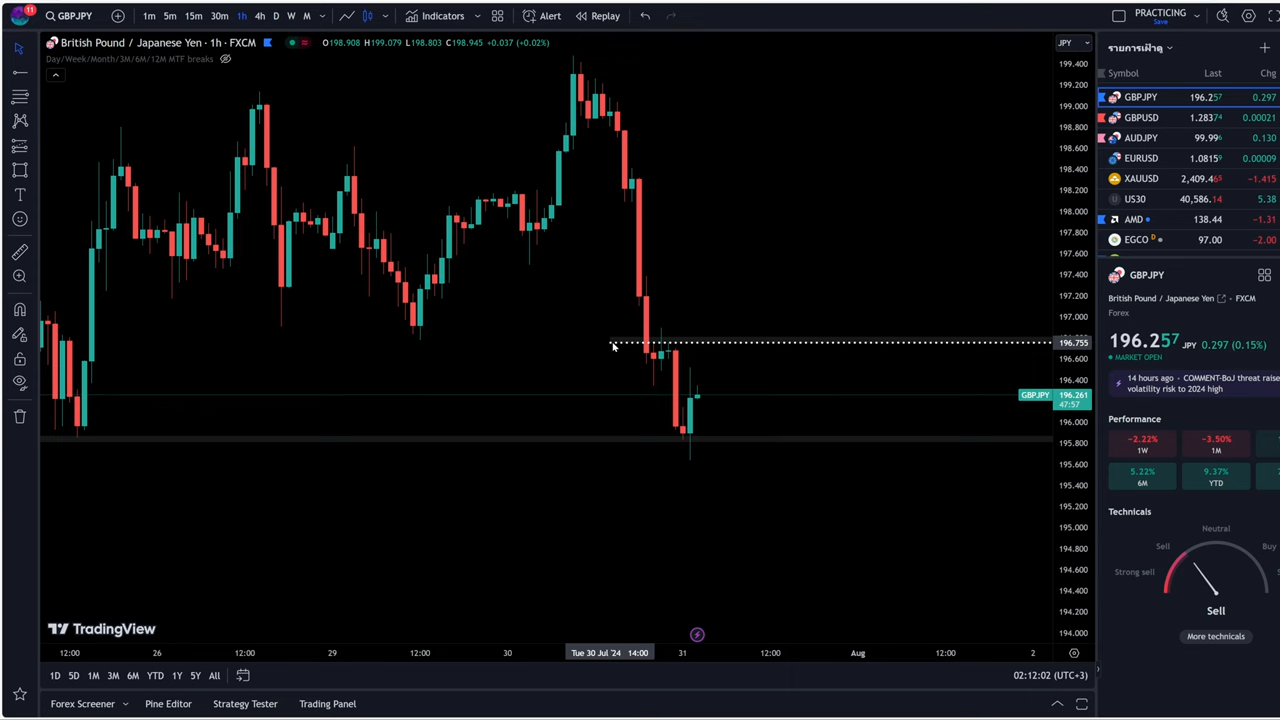 11
GBPJPY
1m 5m 15m 30m 1h 4h D W M
Indicators
Alert
Replay
PRACTICING
Save
British Pound / Japanese Yen · 1h · FXCM
O198.908 H199.079 L198.803 C198.945 +0.037 (+0.02%)
Day/Week/Month/3M/6M/12M MTF breaks
JPY
199.400
199.200
199.000
198.800
198.600
198.400
198.200
198.000
197.800
197.600
197.400
197.200
197.000
196.755
196.600
196.400
GBPJPY 196.261
47:57
196.000
195.800
195.600
195.400
195.200
195.000
194.800
194.600
194.400
194.200
194.000
TradingView
12:00 26 12:00 29 12:00 30 Tue 30 Jul '24 14:00 31 12:00 Aug 12:00 2
1D 5D 1M 3M 6M YTD 1Y 5Y All
02:12:02 (UTC+3)
Forex Screener Pine Editor Strategy Tester Trading Panel
รายการเฝ้าดู
Symbol Last Chg
GBPJPY 196.257 0.297
GBPUSD 1.28374 0.00021
AUDJPY 99.996 0.130
EURUSD 1.08159 0.00009
XAUUSD 2,409.465 −1.415
US30 40,586.14 5.38
AMD 138.44 −1.31
EGCO D 97.00 −2.00
GBPJPY
British Pound / Japanese Yen · FXCM
Forex
196.257 JPY 0.297 (0.15%)
MARKET OPEN
14 hours ago · COMMENT-BoJ threat raise
volatility risk to 2024 high
Performance
−2.22% −3.50%
1W 1M
5.22% 9.37%
6M YTD
Technicals
Neutral
Sell Buy
Strong sell
Sell
More technicals